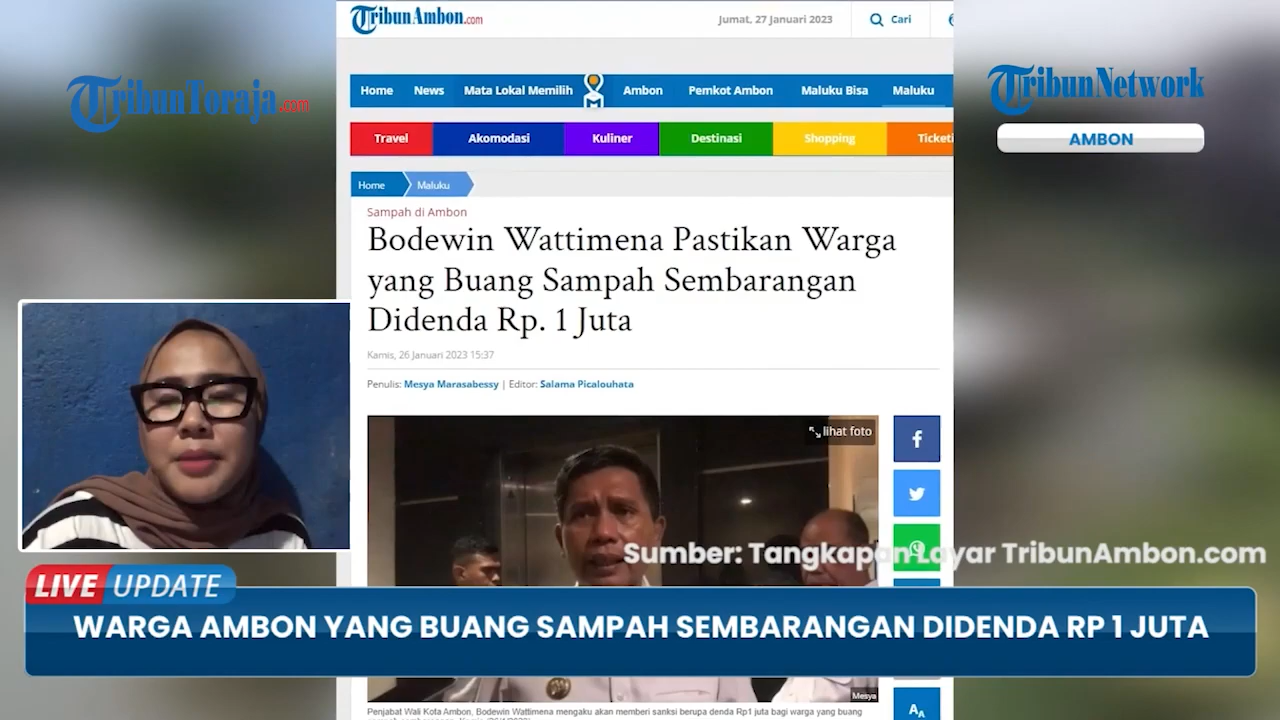 TribunAmbon.com
Jumat, 27 Januari 2023
Cari
TribunToraja.com
TribunNetwork
AMBON
Home News Mata Lokal Memilih Ambon Pemkot Ambon Maluku Bisa Maluku
Travel Akomodasi Kuliner Destinasi Shopping Ticketi
Home Maluku
Sampah di Ambon
Bodewin Wattimena Pastikan Warga
yang Buang Sampah Sembarangan
Didenda Rp. 1 Juta
Kamis, 26 Januari 2023 15:37
Penulis: Mesya Marasabessy | Editor: Salama Picalouhata
lihat foto
Sumber: Tangkapan Layar TribunAmbon.com
LIVE UPDATE
WARGA AMBON YANG BUANG SAMPAH SEMBARANGAN DIDENDA RP 1 JUTA
Mesya
AA
Penjabat Wali Kota Ambon, Bodewin Wattimena mengaku akan memberi sanksi berupa denda Rp1 juta bagi warga yang buang